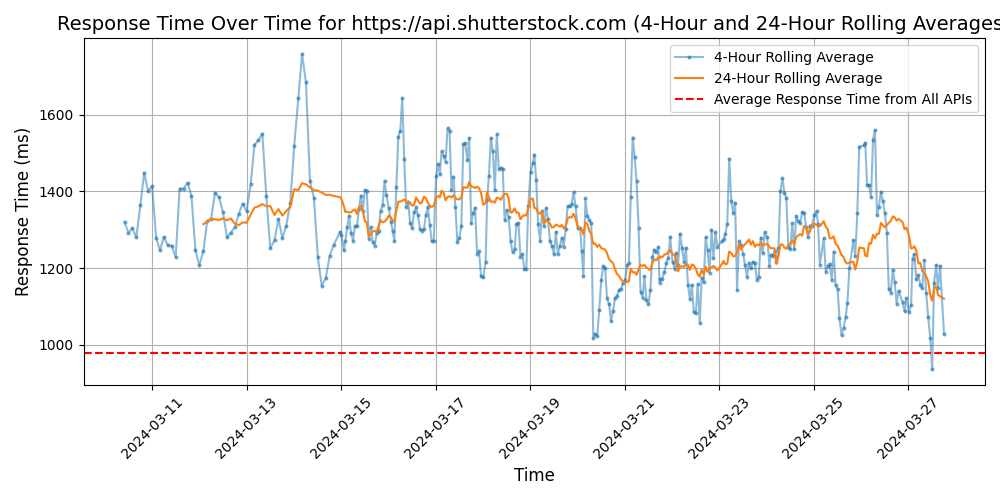 Response Time Over Time for https://api.shutterstock.com (4-Hour and 24-Hour Rolling Averages
4-Hour Rolling Average
24-Hour Rolling Average
Average Response Time from All APIs
Response Time (ms)
1600
1400
1200
1000
2024-03-11
2024-03-13
2024-03-15
2024-03-17
2024-03-19
2024-03-21
2024-03-23
2024-03-25
2024-03-27
Time